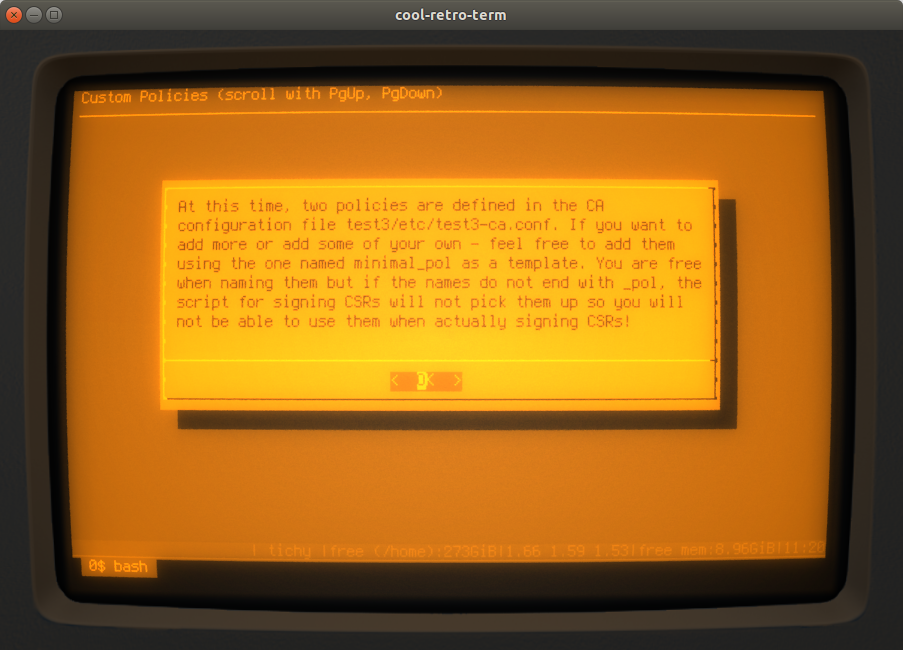 cool-retro-term
Custom Policies (scroll with PgUp, PgDown)
At this time, two policies are defined in the CA
configuration file test3/etc/test3-ca.conf. If you want to
add more or add some of your own - feel free to add them
using the one named minimal_pol as a template. You are free
when naming them but if the names do not end with _pol, the
script for signing CSRs will not pick them up so you will
not be able to use them when actually signing CSRs!
< OK >
| lichy |free (/home):273GiB|1.66 1.59 1.53|free mem:8.96GiB|11:20
0$ bash